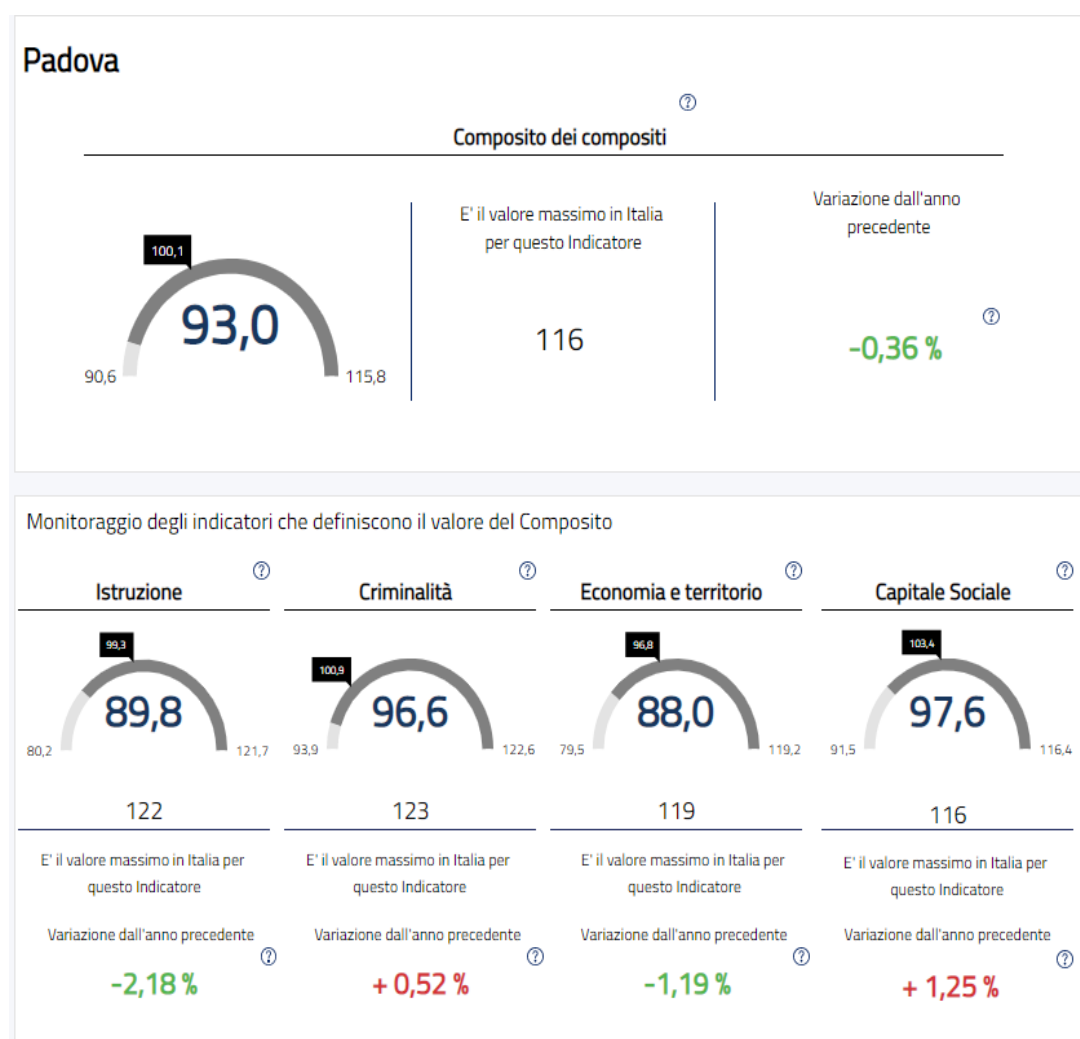 Padova
?
Composito dei compositi
100,1
93,0
90,6
115,8
E' il valore massimo in Italia
per questo Indicatore
116
Variazione dall'anno
precedente
?
-0,36 %
Monitoraggio degli indicatori che definiscono il valore del Composito
?
Istruzione
99,3
89,8
80,2
121,7
122
E' il valore massimo in Italia per
questo Indicatore
Variazione dall'anno precedente
?
-2,18 %
?
Criminalità
100,9
96,6
93,9
122,6
123
E' il valore massimo in Italia per
questo Indicatore
Variazione dall'anno precedente
?
+ 0,52 %
?
Economia e territorio
96,8
88,0
79,5
119,2
119
E' il valore massimo in Italia per
questo Indicatore
Variazione dall'anno precedente
?
-1,19 %
?
Capitale Sociale
103,4
97,6
91,5
116,4
116
E' il valore massimo in Italia per
questo Indicatore
Variazione dall'anno precedente
?
+ 1,25 %